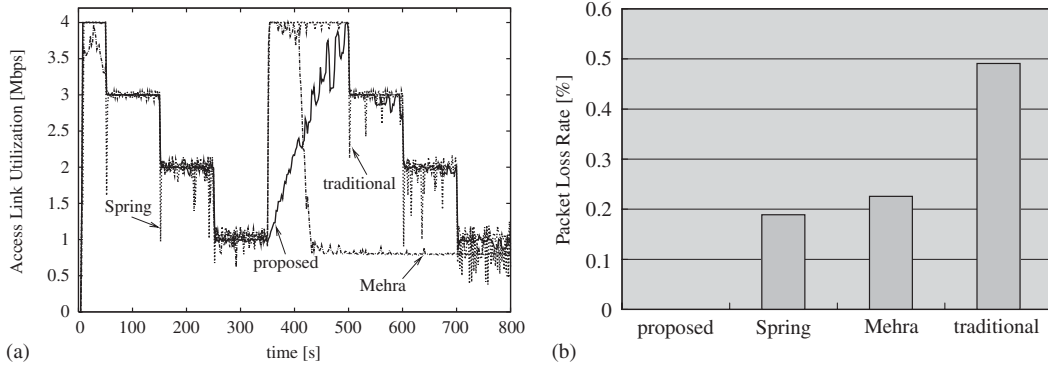 Access Link Utilization [Mbps]
4
3.5
3
2.5
2
1.5
1
0.5
0
Spring
traditional
proposed
Mehra
0 100 200 300 400 500 600 700 800
time [s]
(a)
Packet Loss Rate [%]
0.6
0.5
0.4
0.3
0.2
0.1
0
proposed Spring Mehra traditional
(b)